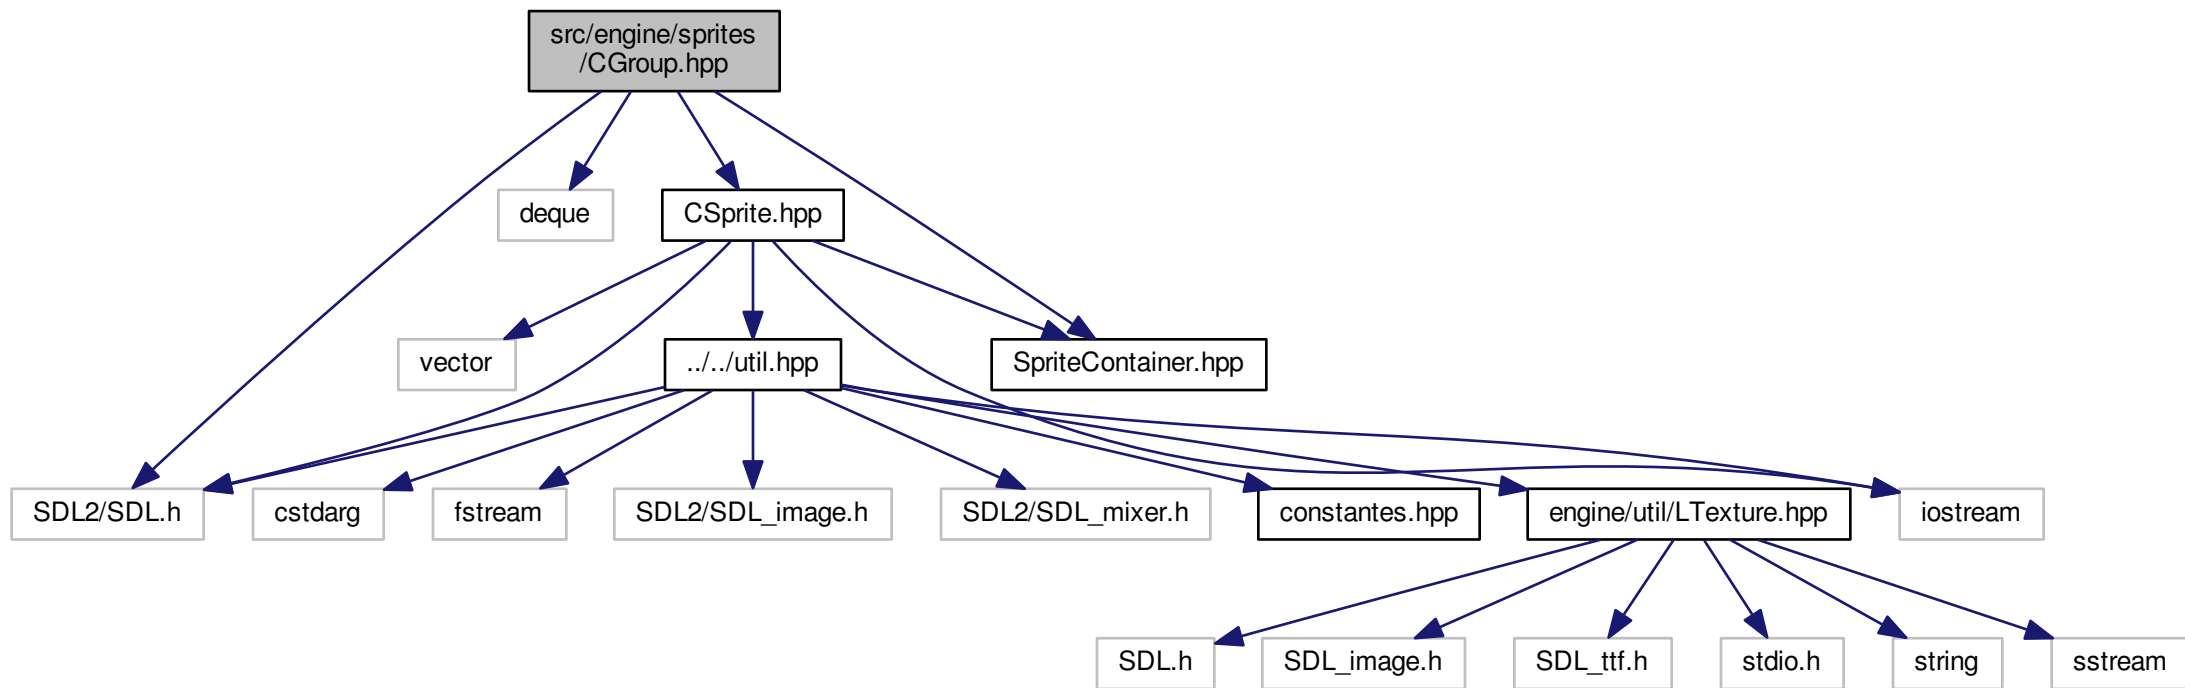 src/engine/sprites
/CGroup.hpp
deque
CSprite.hpp
vector
../../util.hpp
SpriteContainer.hpp
SDL2/SDL.h
cstdarg
fstream
SDL2/SDL_image.h
SDL2/SDL_mixer.h
constantes.hpp
engine/util/LTexture.hpp
iostream
SDL.h
SDL_image.h
SDL_ttf.h
stdio.h
string
sstream